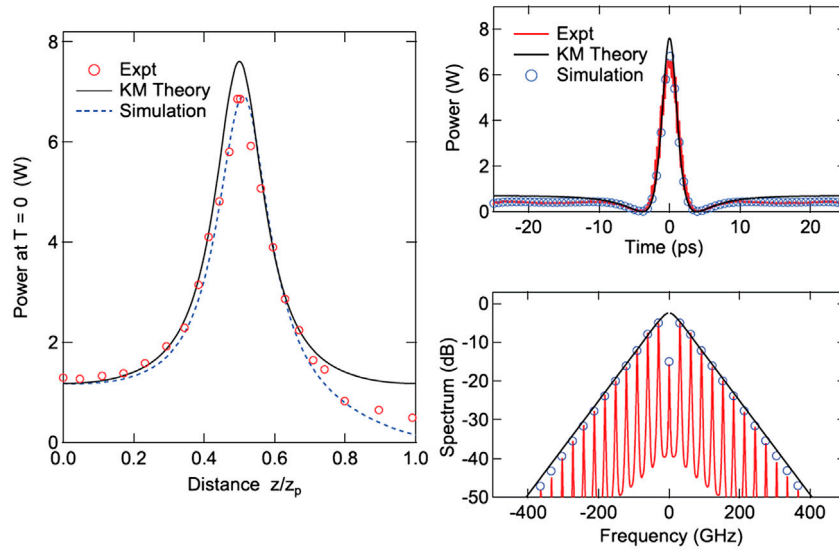 8
6
4
2
0
Power at T = 0 (W)
Expt
KM Theory
Simulation
0.0 0.2 0.4 0.6 0.8 1.0
Distance z/zp
8
6
4
2
0
Power (W)
Expt
KM Theory
Simulation
-20 -10 0 10 20
Time (ps)
0
-10
-20
-30
-40
-50
Spectrum (dB)
-400 -200 0 200 400
Frequency (GHz)